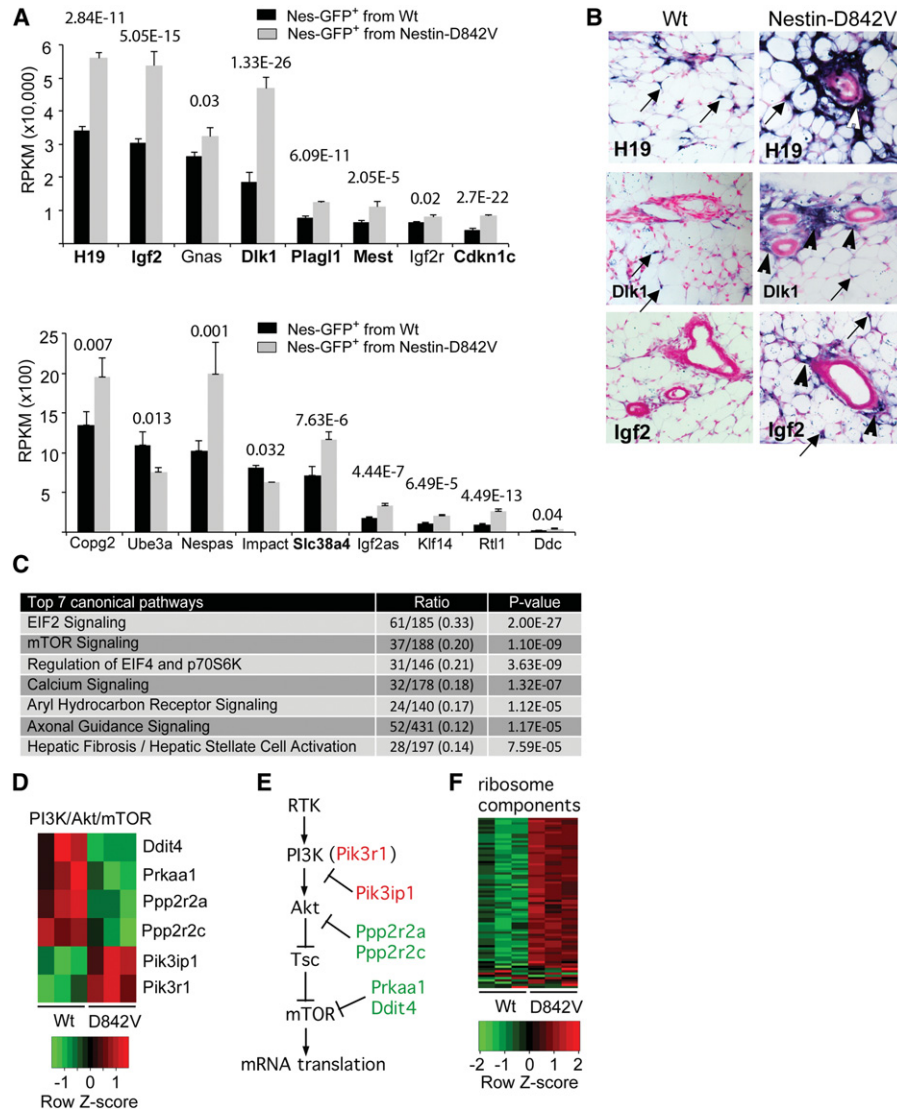 A
Nes-GFP+ from Wt
Nes-GFP+ from Nestin-D842V
RPKM (x10,000)
6
5
4
3
2
1
2.84E-11
5.05E-15
0.03
1.33E-26
6.09E-11
2.05E-5
0.02
2.7E-22
H19 Igf2 Gnas Dlk1 Plagl1 Mest Igf2r Cdkn1c
Nes-GFP+ from Wt
Nes-GFP+ from Nestin-D842V
RPKM (x100)
25
20
15
10
5
0
0.007
0.013
0.001
0.032
7.63E-6
4.44E-7
6.49E-5
4.49E-13
0.04
Copg2 Ube3a Nespas Impact Slc38a4 Igf2as Klf14 Rtl1 Ddc
B
Wt Nestin-D842V
H19 H19
Dlk1 Dlk1
Igf2 Igf2
C
Top 7 canonical pathways Ratio P-value
EIF2 Signaling 61/185 (0.33) 2.00E-27
mTOR Signaling 37/188 (0.20) 1.10E-09
Regulation of EIF4 and p70S6K 31/146 (0.21) 3.63E-09
Calcium Signaling 32/178 (0.18) 1.32E-07
Aryl Hydrocarbon Receptor Signaling 24/140 (0.17) 1.12E-05
Axonal Guidance Signaling 52/431 (0.12) 1.17E-05
Hepatic Fibrosis / Hepatic Stellate Cell Activation 28/197 (0.14) 7.59E-05
D
PI3K/Akt/mTOR
Ddit4
Prkaa1
Ppp2r2a
Ppp2r2c
Pik3ip1
Pik3r1
Wt D842V
-1 0 1
Row Z-score
E
RTK
PI3K (Pik3r1)
Pik3ip1
Akt
Ppp2r2a
Ppp2r2c
Tsc
Prkaa1
Ddit4
mTOR
mRNA translation
F
ribosome
components
Wt D842V
-2 -1 0 1 2
Row Z-score